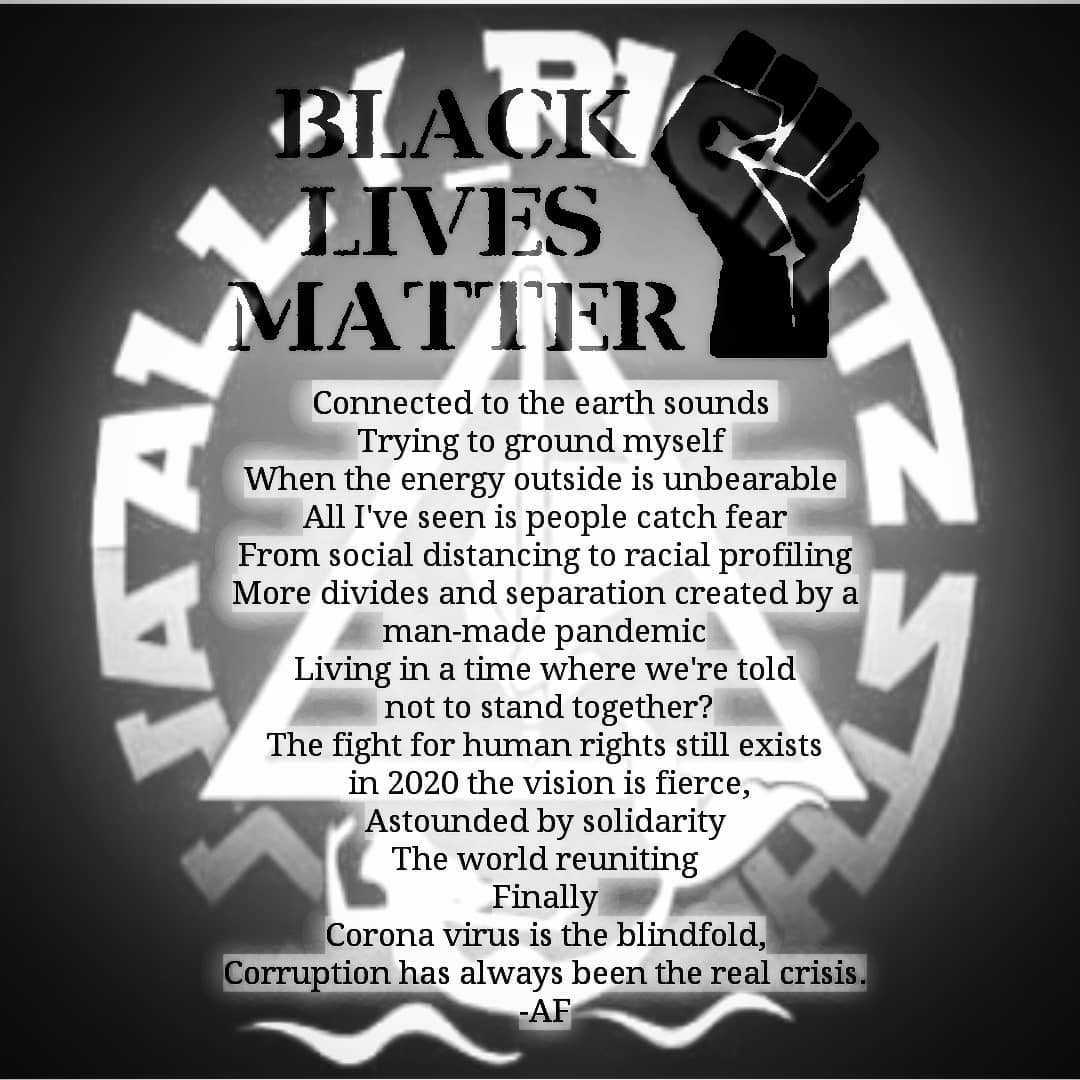 BLACK
LIVES
MATTER
Connected to the earth sounds
Trying to ground myself
When the energy outside is unbearable
All I've seen is people catch fear
From social distancing to racial profiling
More divides and separation created by a
man-made pandemic
Living in a time where we're told
not to stand together?
The fight for human rights still exists
in 2020 the vision is fierce,
Astounded by solidarity
The world reuniting
Finally
Corona virus is the blindfold,
Corruption has always been the real crisis.
-AF